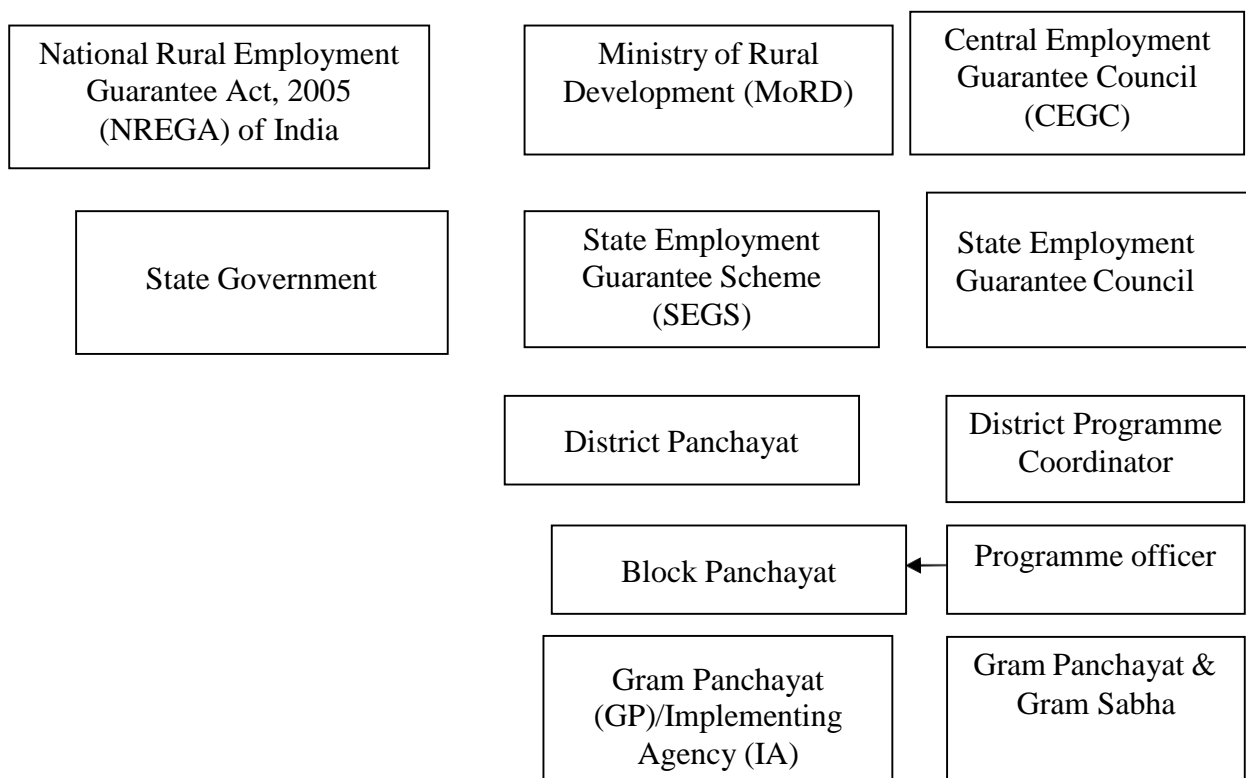 National Rural Employment
Guarantee Act, 2005
(NREGA) of India
Ministry of Rural
Development (MoRD)
Central Employment
Guarantee Council
(CEGC)
State Government
State Employment
Guarantee Scheme
(SEGS)
State Employment
Guarantee Council
District Panchayat
District Programme
Coordinator
Block Panchayat
Programme officer
Gram Panchayat
(GP)/Implementing
Agency (IA)
Gram Panchayat &
Gram Sabha